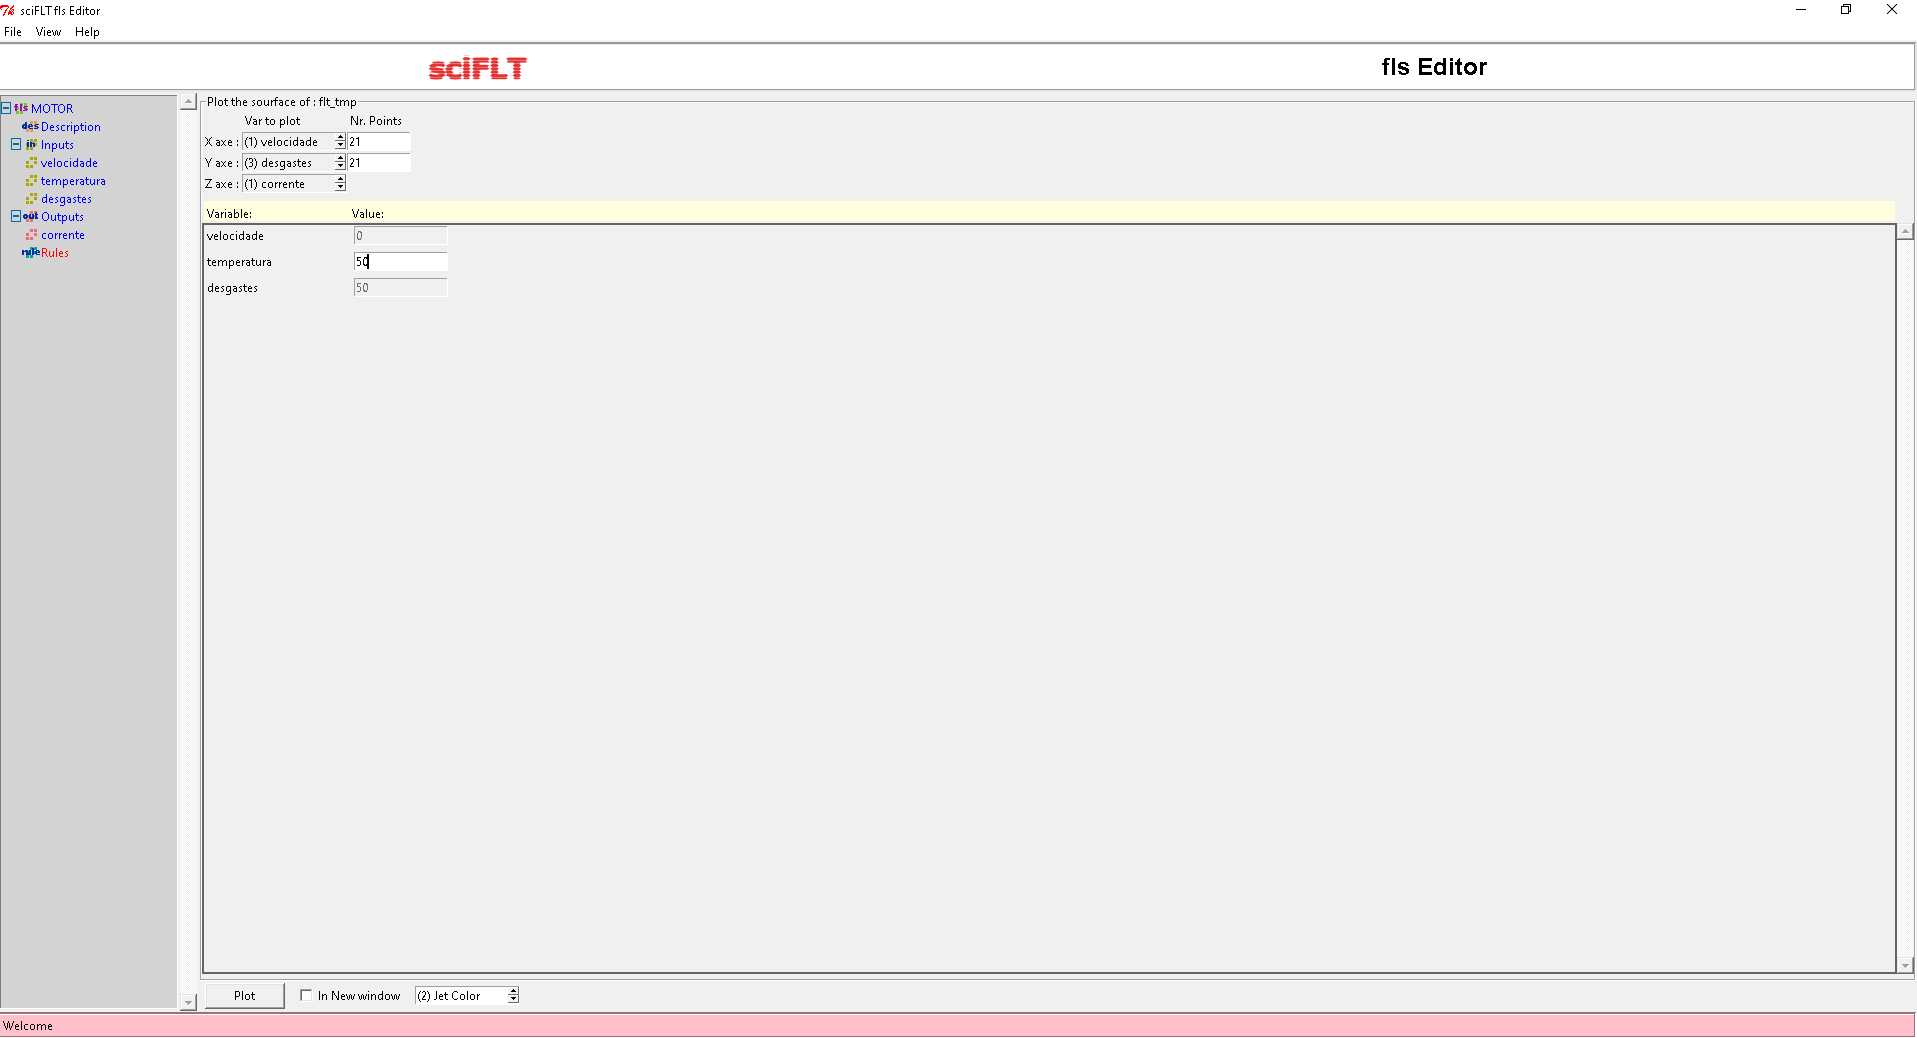 sciFLT fls Editor
File View Help
sciFLT fls Editor
fls MOTOR
des Description
in Inputs
velocidade
temperatura
desgastes
out Outputs
corrente
rule Rules
Plot the sourface of : flt_tmp
Var to plot Nr. Points
X axe : (1) velocidade 21
Y axe : (3) desgastes 21
Z axe : (1) corrente
Variable: Value:
velocidade 0
temperatura 50
desgastes 50
Plot In New window (2) Jet Color
Welcome